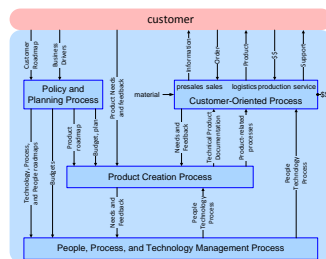 customer
Customer
Roadmap
Business
Drivers
Product Needs
and feedback
Information
Order
Product
$$
Support
presales sales logistics production service
Policy and
Planning Process
material
Customer-Oriented Process
$$
Technology, Process,
and People roadmaps
Budgets
Product
roadmap
Budget, plan
Needs and
Feedback
Technical Product
Documentation
Product-related
processes
People
Technology
Process
Product Creation Process
Needs and
Feedback
People
Technology
Process
People, Process, and Technology Management Process